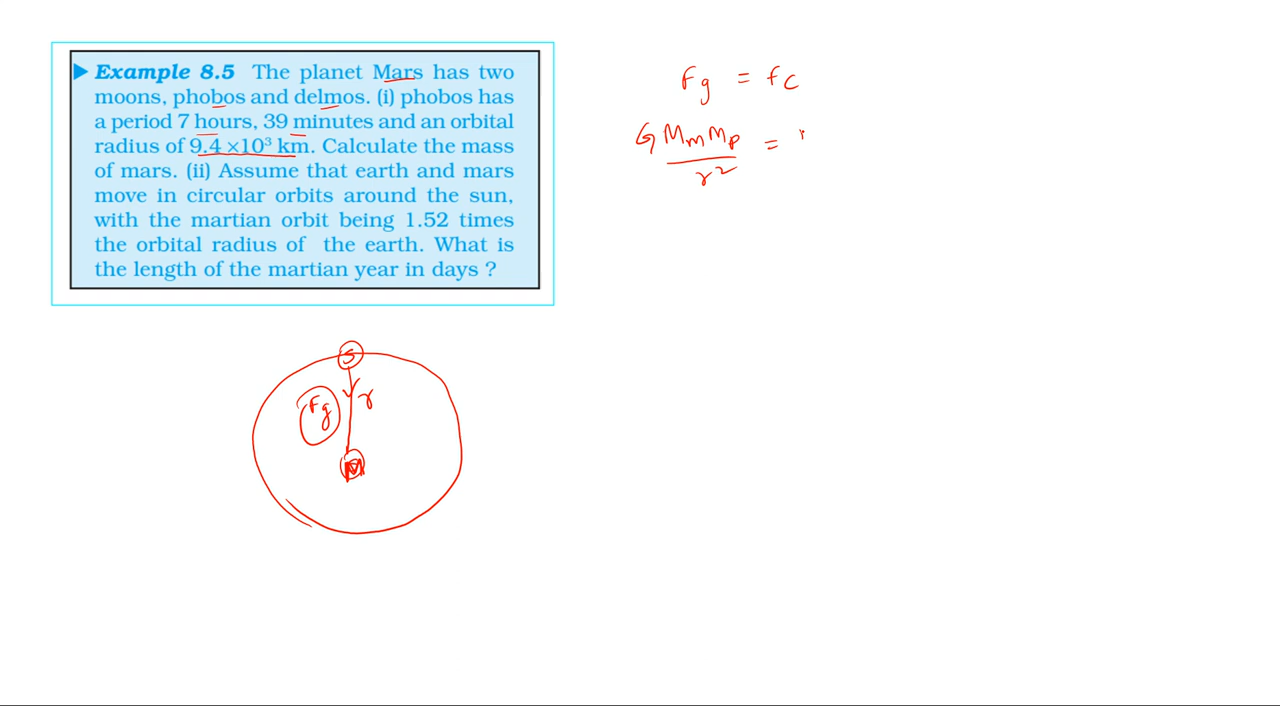 ▶ Example 8.5 The planet Mars has two
moons, phobos and delmos. (i) phobos has
a period 7 hours, 39 minutes and an orbital
radius of 9.4 ×10³ km. Calculate the mass
of mars. (ii) Assume that earth and mars
move in circular orbits around the sun,
with the martian orbit being 1.52 times
the orbital radius of the earth. What is
the length of the martian year in days ?
Fg = fc
G MmMp / r² =
S
Fg r
M